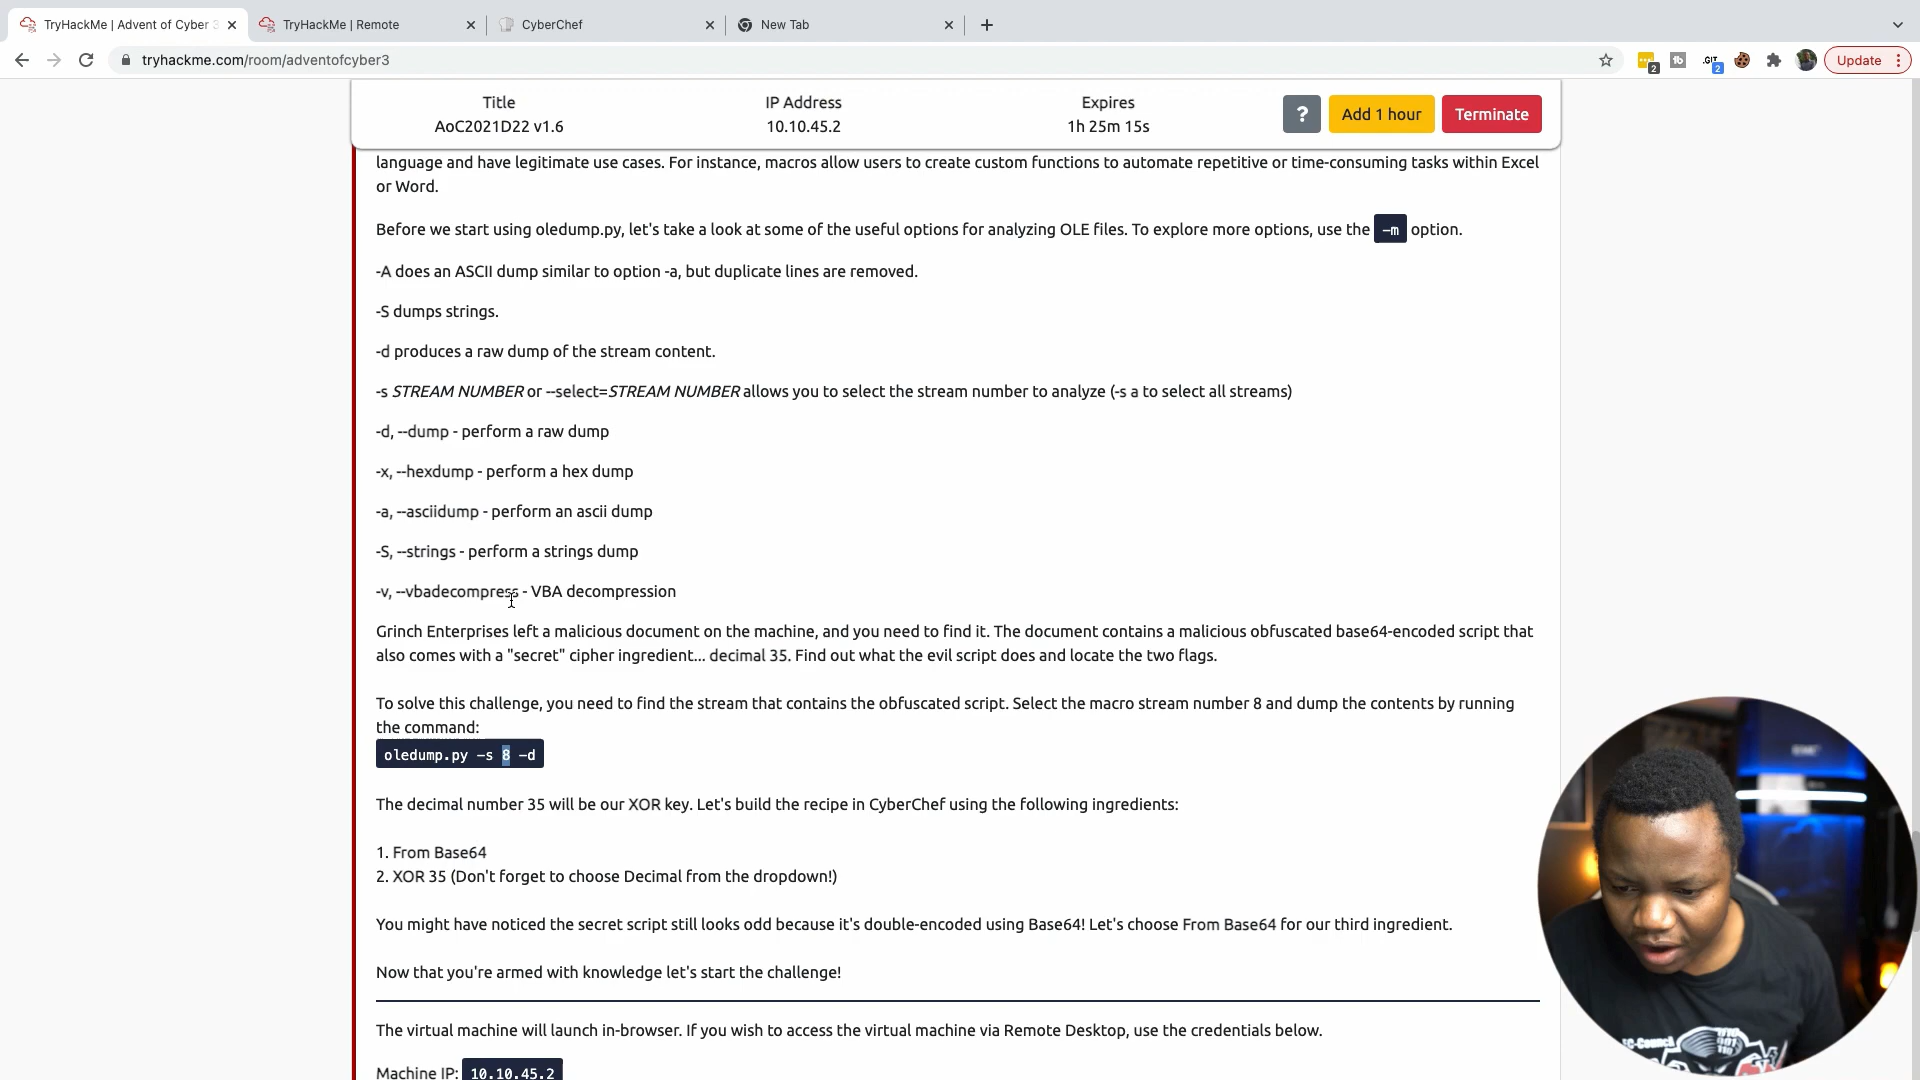 TryHackMe | Advent of Cyber 3
TryHackMe | Remote
CyberChef
New Tab
tryhackme.com/room/adventofcyber3
2
tb
.GIT
2
Update
Title
IP Address
Expires
AoC2021D22 v1.6
10.10.45.2
1h 25m 15s
?
Add 1 hour
Terminate
language and have legitimate use cases. For instance, macros allow users to create custom functions to automate repetitive or time-consuming tasks within Excel
or Word.
Before we start using oledump.py, let's take a look at some of the useful options for analyzing OLE files. To explore more options, use the -m option.
-A does an ASCII dump similar to option -a, but duplicate lines are removed.
-S dumps strings.
-d produces a raw dump of the stream content.
-s STREAM NUMBER or --select=STREAM NUMBER allows you to select the stream number to analyze (-s a to select all streams)
-d, --dump - perform a raw dump
-x, --hexdump - perform a hex dump
-a, --asciidump - perform an ascii dump
-S, --strings - perform a strings dump
-v, --vbadecompress - VBA decompression
Grinch Enterprises left a malicious document on the machine, and you need to find it. The document contains a malicious obfuscated base64-encoded script that
also comes with a "secret" cipher ingredient... decimal 35. Find out what the evil script does and locate the two flags.
To solve this challenge, you need to find the stream that contains the obfuscated script. Select the macro stream number 8 and dump the contents by running
the command:
oledump.py -s 8 -d
The decimal number 35 will be our XOR key. Let's build the recipe in CyberChef using the following ingredients:
1. From Base64
2. XOR 35 (Don't forget to choose Decimal from the dropdown!)
You might have noticed the secret script still looks odd because it's double-encoded using Base64! Let's choose From Base64 for our third ingredient.
Now that you're armed with knowledge let's start the challenge!
The virtual machine will launch in-browser. If you wish to access the virtual machine via Remote Desktop, use the credentials below.
Machine IP: 10.10.45.2